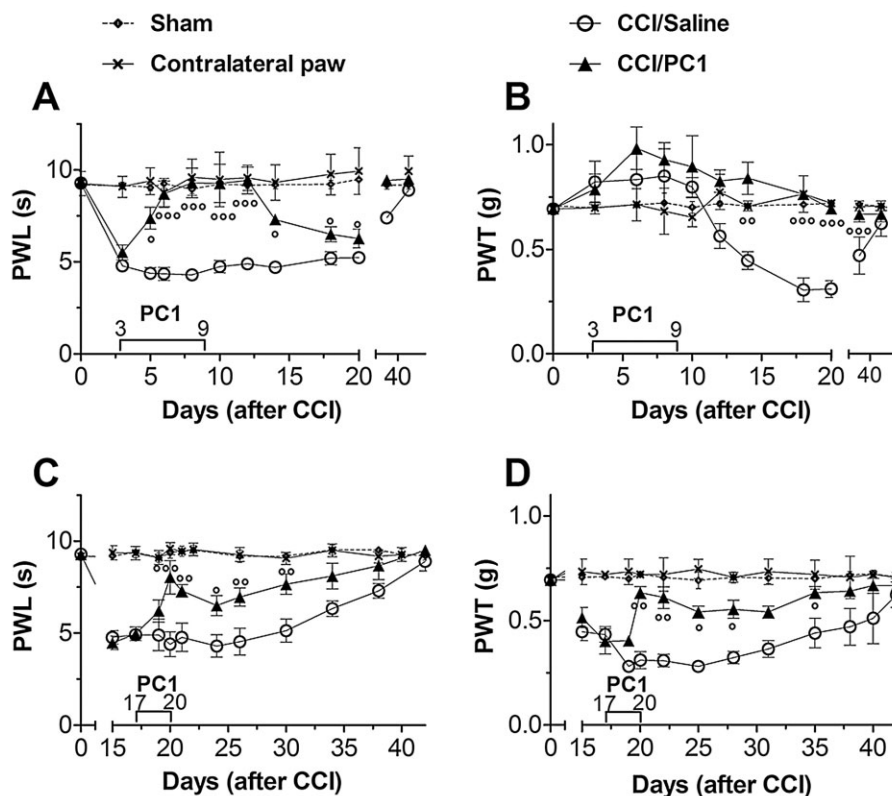 Sham
Contralateral paw
CCI/Saline
CCI/PC1
A
PWL (s)
10
5
0
°
°°°
°°°
°°°
°°°
°
°
°
PC1
3 9
0 5 10 15 20 40
Days (after CCI)
B
PWT (g)
1.0
0.5
0.0
°°
°°°
°°°
°°°
PC1
3 9
0 5 10 15 20 40
Days (after CCI)
C
PWL (s)
10
5
0
°°
°°
°
°°
°°
PC1
17 20
0 15 20 25 30 35 40
Days (after CCI)
D
PWT (g)
1.0
0.5
0.0
°°
°°
°
°
°
PC1
17 20
0 15 20 25 30 35 40
Days (after CCI)